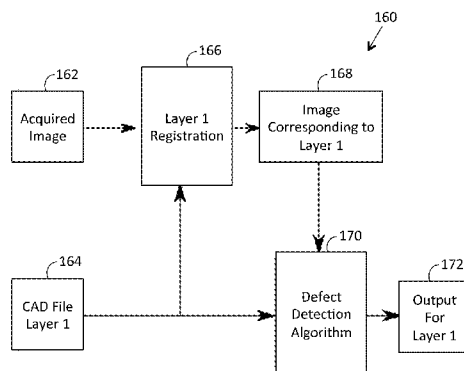 160
162
166
168
Acquired
Image
Layer 1
Registration
Image
Corresponding to
Layer 1
164
170
172
CAD File
Layer 1
Defect
Detection
Algorithm
Output
For
Layer 1